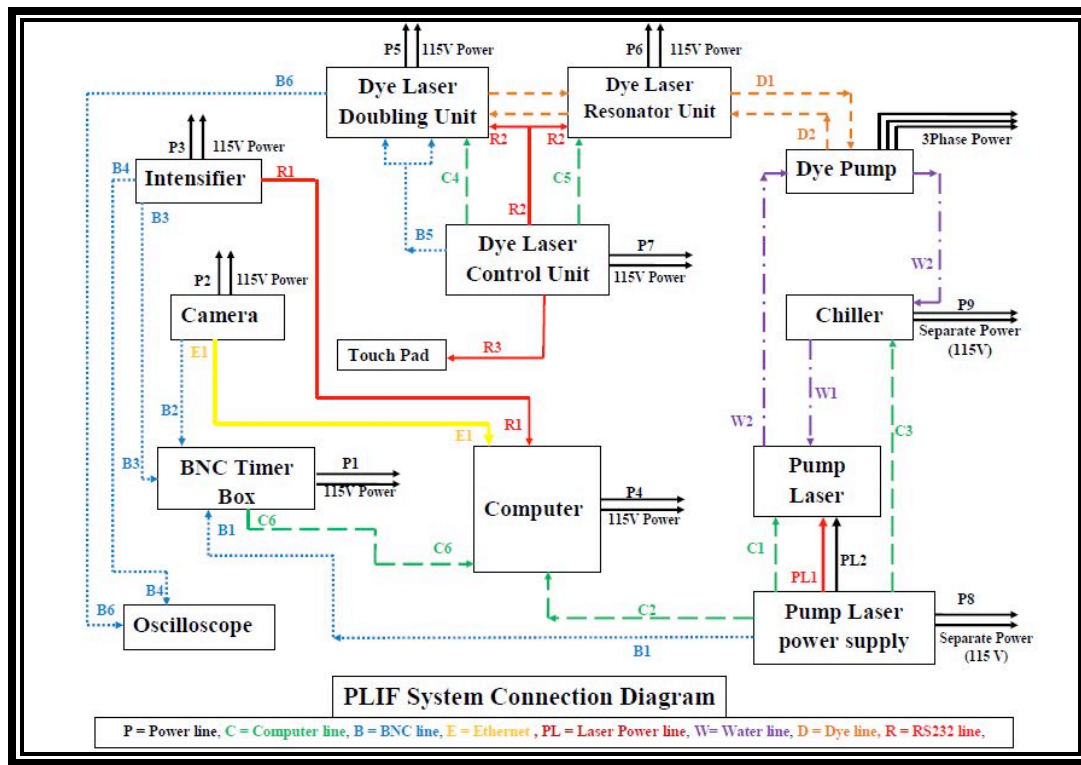 P5
115V Power
P6
115V Power
B6
Dye Laser
Doubling Unit
Dye Laser
Resonator Unit
D1
D2
3Phase Power
P3
115V Power
B4
Intensifier
R1
R2
R2
Dye Pump
B3
C4
C5
R2
B5
Dye Laser
Control Unit
P7
115V Power
W2
P2
115V Power
Camera
Chiller
P9
Separate Power
(115V)
E1
Touch Pad
R3
W1
B2
W2
C3
E1
R1
B3
BNC Timer
Box
P1
115V Power
Computer
P4
115V Power
Pump
Laser
C6
B1
C6
C1
PL1
PL2
B6
B4
Oscilloscope
C2
Pump Laser
power supply
P8
Separate Power
(115 V)
B1
PLIF System Connection Diagram
P = Power line, C = Computer line, B = BNC line, E = Ethernet , PL = Laser Power line, W= Water line, D = Dye line, R = RS232 line,